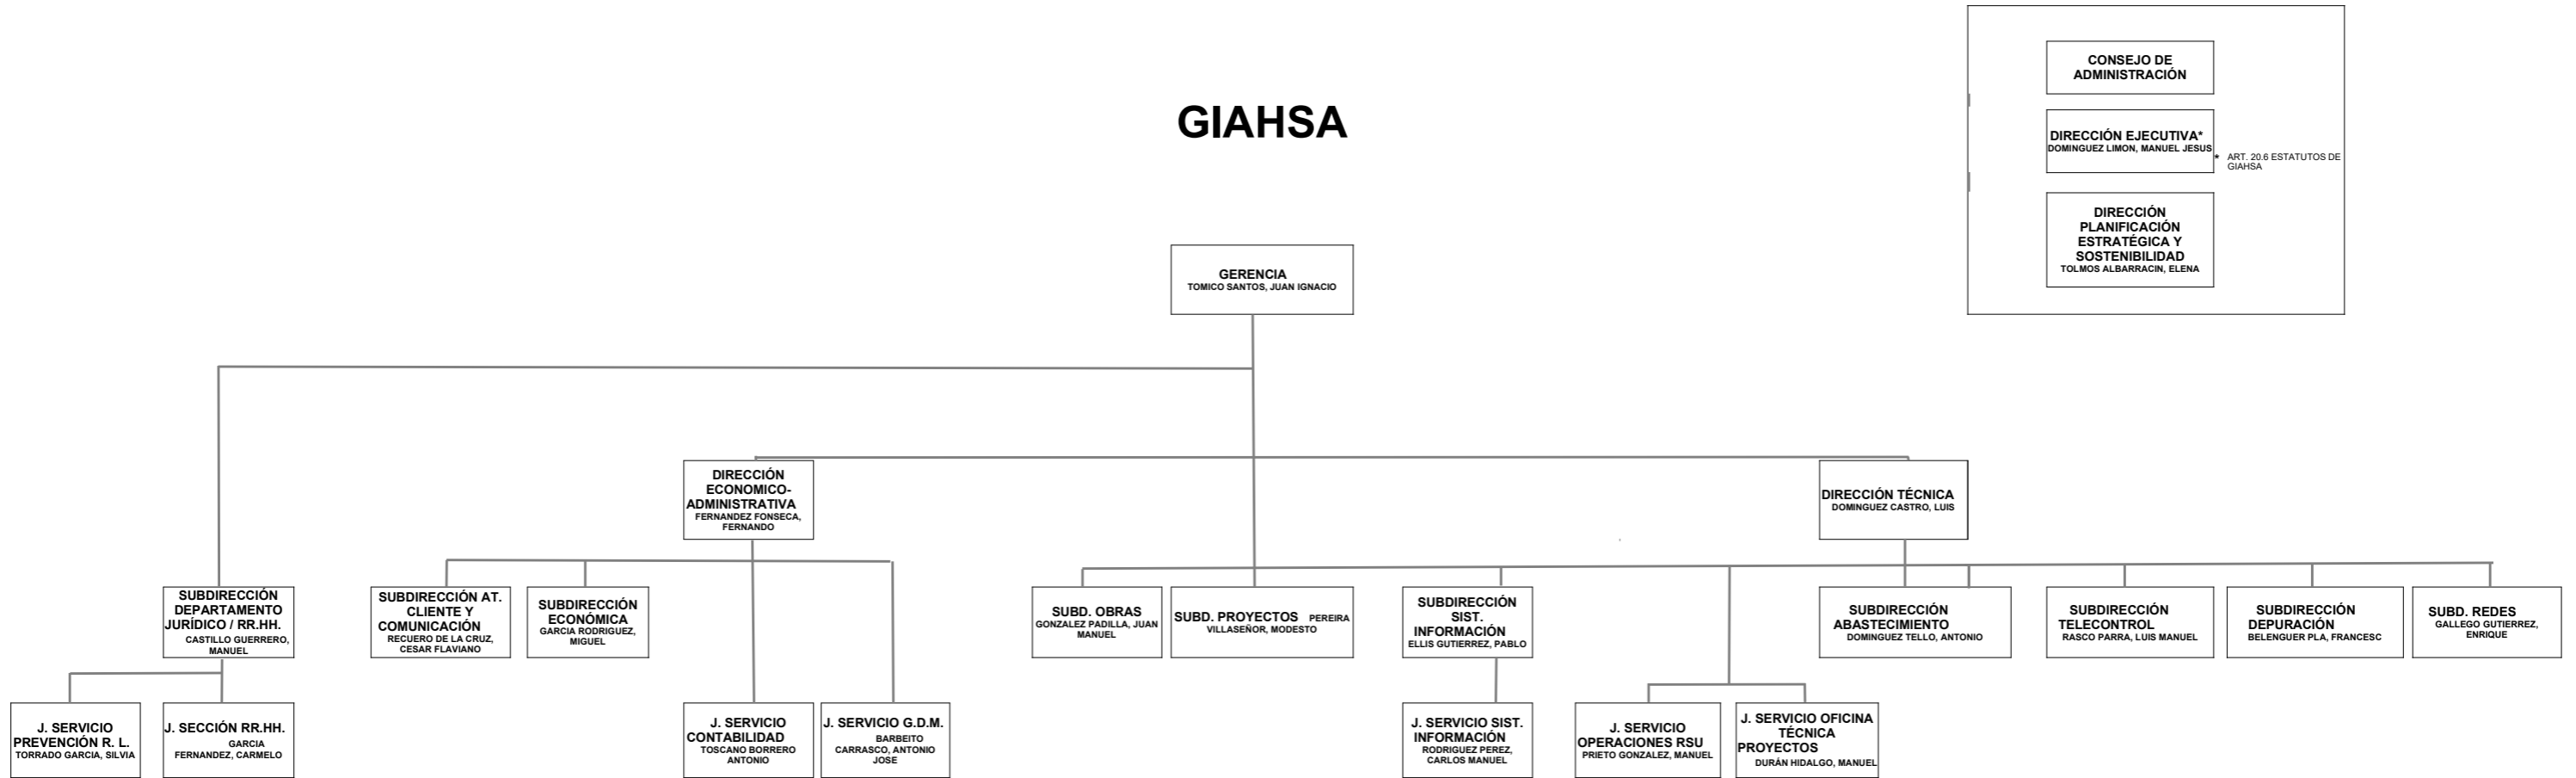 CONSEJO DE
ADMINISTRACIÓN
GIAHSA
DIRECCIÓN EJECUTIVA*
DOMINGUEZ LIMON, MANUEL JESUS
* ART. 20.6 ESTATUTOS DE
GIAHSA
DIRECCIÓN
PLANIFICACIÓN
ESTRATÉGICA Y
SOSTENIBILIDAD
TOLMOS ALBARRACIN, ELENA
GERENCIA
TOMICO SANTOS, JUAN IGNACIO
DIRECCIÓN
ECONOMICO-
ADMINISTRATIVA
FERNANDEZ FONSECA,
FERNANDO
DIRECCIÓN TÉCNICA
DOMINGUEZ CASTRO, LUIS
SUBDIRECCIÓN
DEPARTAMENTO
JURÍDICO / RR.HH.
CASTILLO GUERRERO,
MANUEL
SUBDIRECCIÓN AT.
CLIENTE Y
COMUNICACIÓN
RECUERO DE LA CRUZ,
CESAR FLAVIANO
SUBDIRECCIÓN
ECONÓMICA
GARCIA RODRIGUEZ,
MIGUEL
SUBD. OBRAS
GONZALEZ PADILLA, JUAN
MANUEL
SUBD. PROYECTOS PEREIRA
VILLASEÑOR, MODESTO
SUBDIRECCIÓN
SIST.
INFORMACIÓN
ELLIS GUTIERREZ, PABLO
SUBDIRECCIÓN
ABASTECIMIENTO
DOMINGUEZ TELLO, ANTONIO
SUBDIRECCIÓN
TELECONTROL
RASCO PARRA, LUIS MANUEL
SUBDIRECCIÓN
DEPURACIÓN
BELENGUER PLA, FRANCESC
SUBD. REDES
GALLEGO GUTIERREZ,
ENRIQUE
J. SERVICIO
PREVENCIÓN R. L.
TORRADO GARCIA, SILVIA
J. SECCIÓN RR.HH.
GARCIA
FERNANDEZ, CARMELO
J. SERVICIO
CONTABILIDAD
TOSCANO BORRERO
ANTONIO
J. SERVICIO G.D.M.
BARBEITO
CARRASCO, ANTONIO
JOSE
J. SERVICIO SIST.
INFORMACIÓN
RODRIGUEZ PEREZ,
CARLOS MANUEL
J. SERVICIO
OPERACIONES RSU
PRIETO GONZALEZ, MANUEL
J. SERVICIO OFICINA
TÉCNICA
PROYECTOS
DURÁN HIDALGO, MANUEL